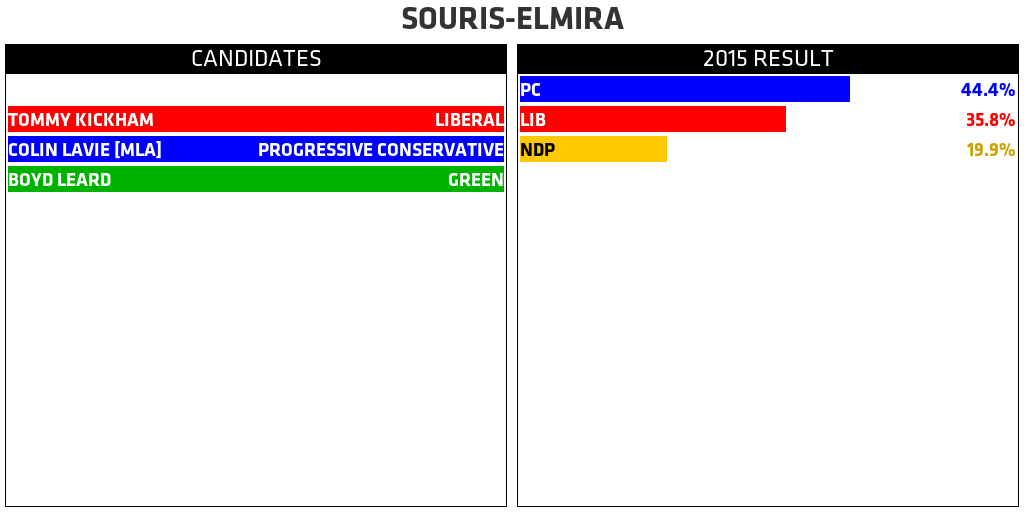 SOURIS-ELMIRA
CANDIDATES
TOMMY KICKHAM LIBERAL
COLIN LAVIE [MLA] PROGRESSIVE CONSERVATIVE
BOYD LEARD GREEN
2015 RESULT
PC 44.4%
LIB 35.8%
NDP 19.9%